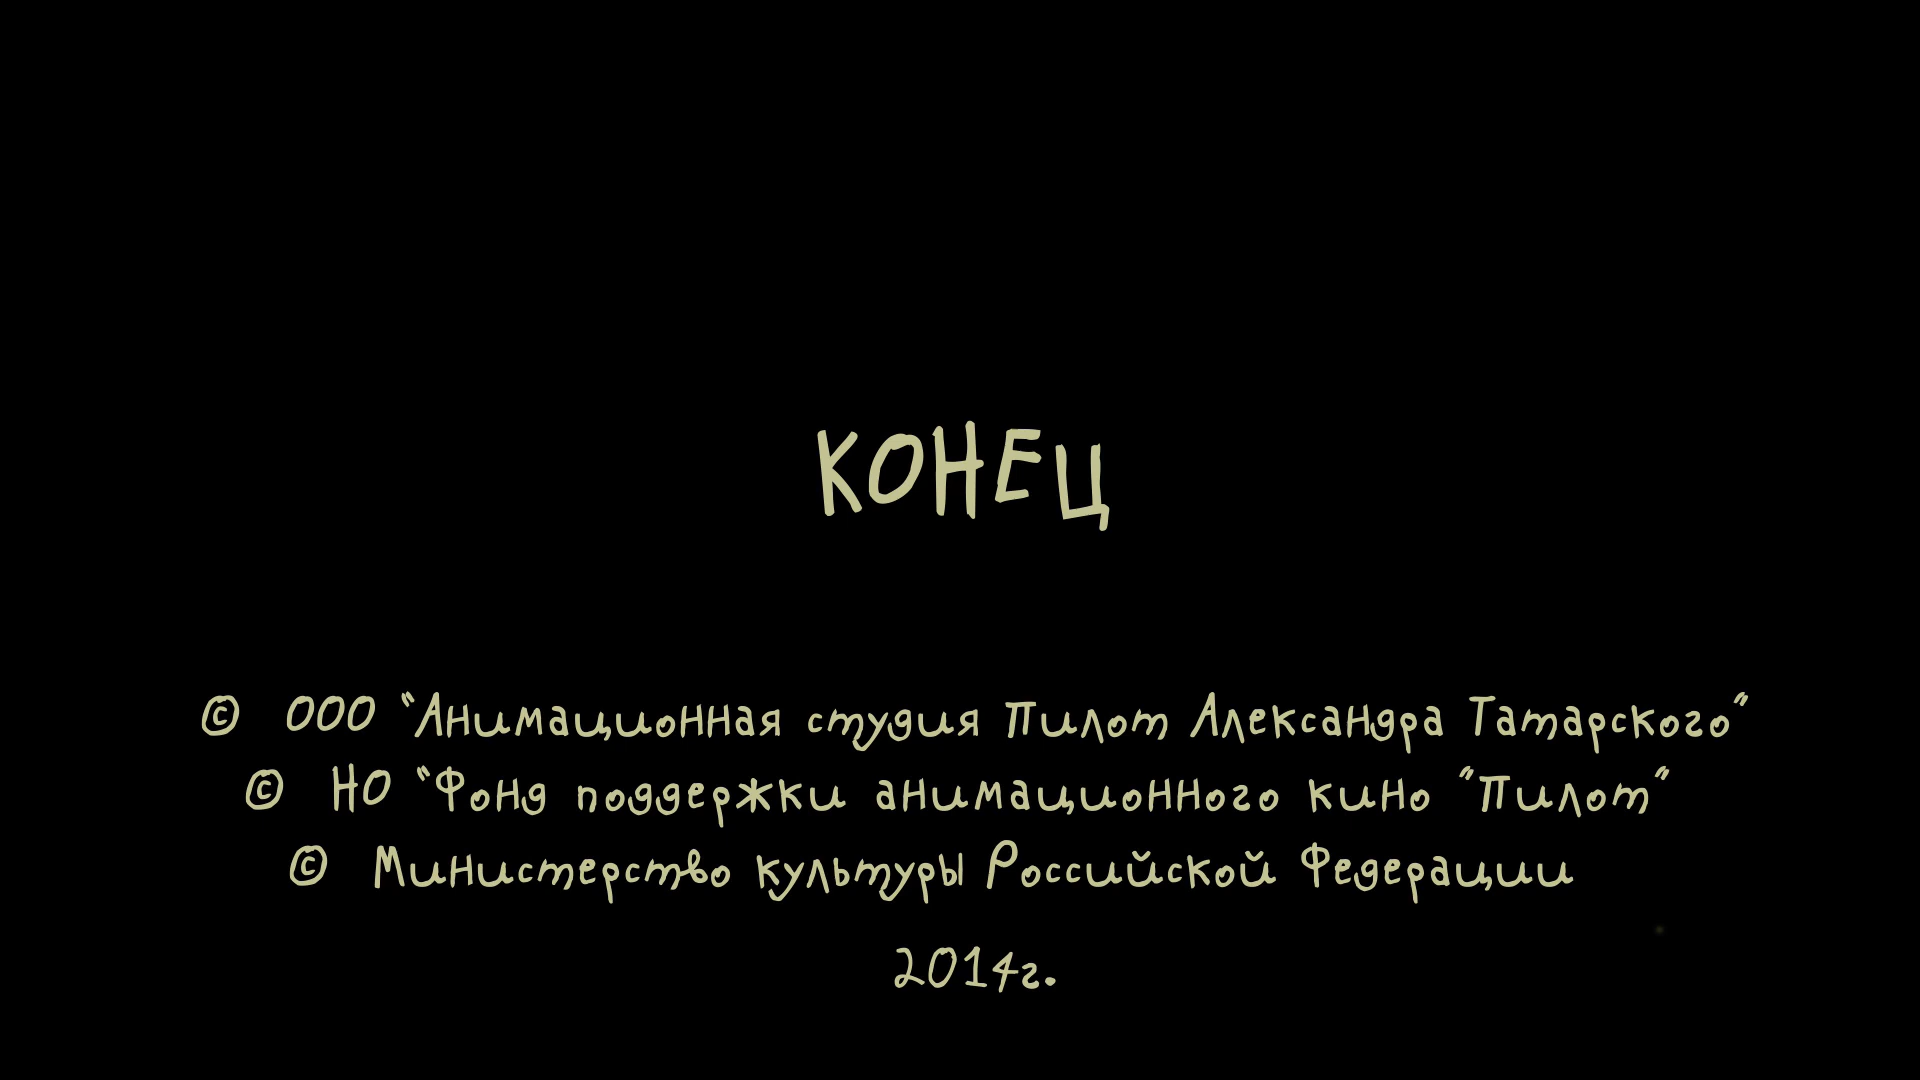 КОНЕЦ
© ООО "Анимационная студия Пилот Александра Татарского"
© НО "Фонд поддержки анимационного кино "Пилот"
© Министерство культуры Российской Федерации
2014г.